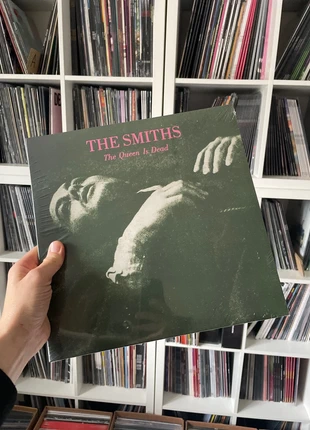 THE SMITHS
The Queen Is Dead